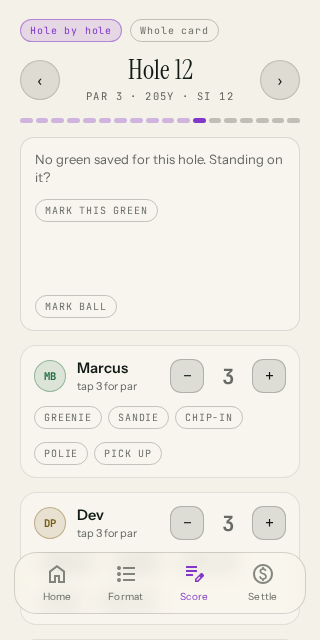 Hole by hole Whole card
‹ Hole 12 ›
PAR 3 · 205Y · SI 12
No green saved for this hole. Standing on
it?
MARK THIS GREEN
MARK BALL
MB Marcus − 3 +
tap 3 for par
GREENIE SANDIE CHIP-IN
POLIE PICK UP
DP Dev − 3 +
tap 3 for par
Home Format Score Settle